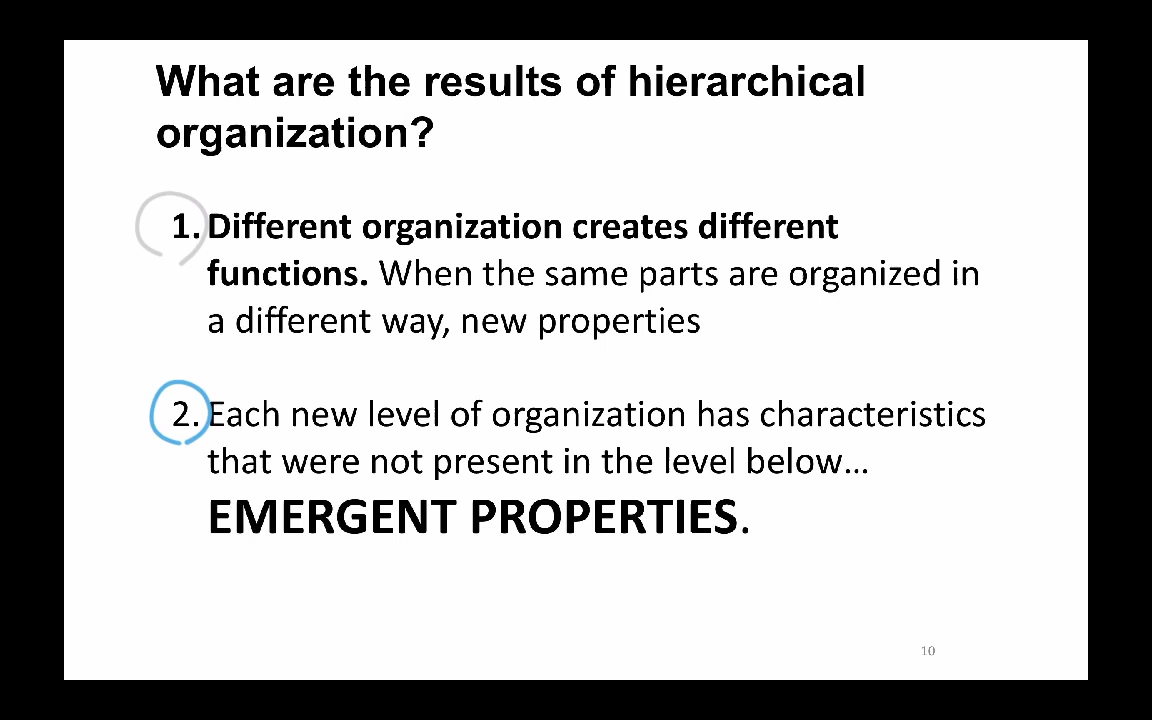 What are the results of hierarchical
organization?
1. Different organization creates different
functions. When the same parts are organized in
a different way, new properties
2. Each new level of organization has characteristics
that were not present in the level below…
EMERGENT PROPERTIES.
10